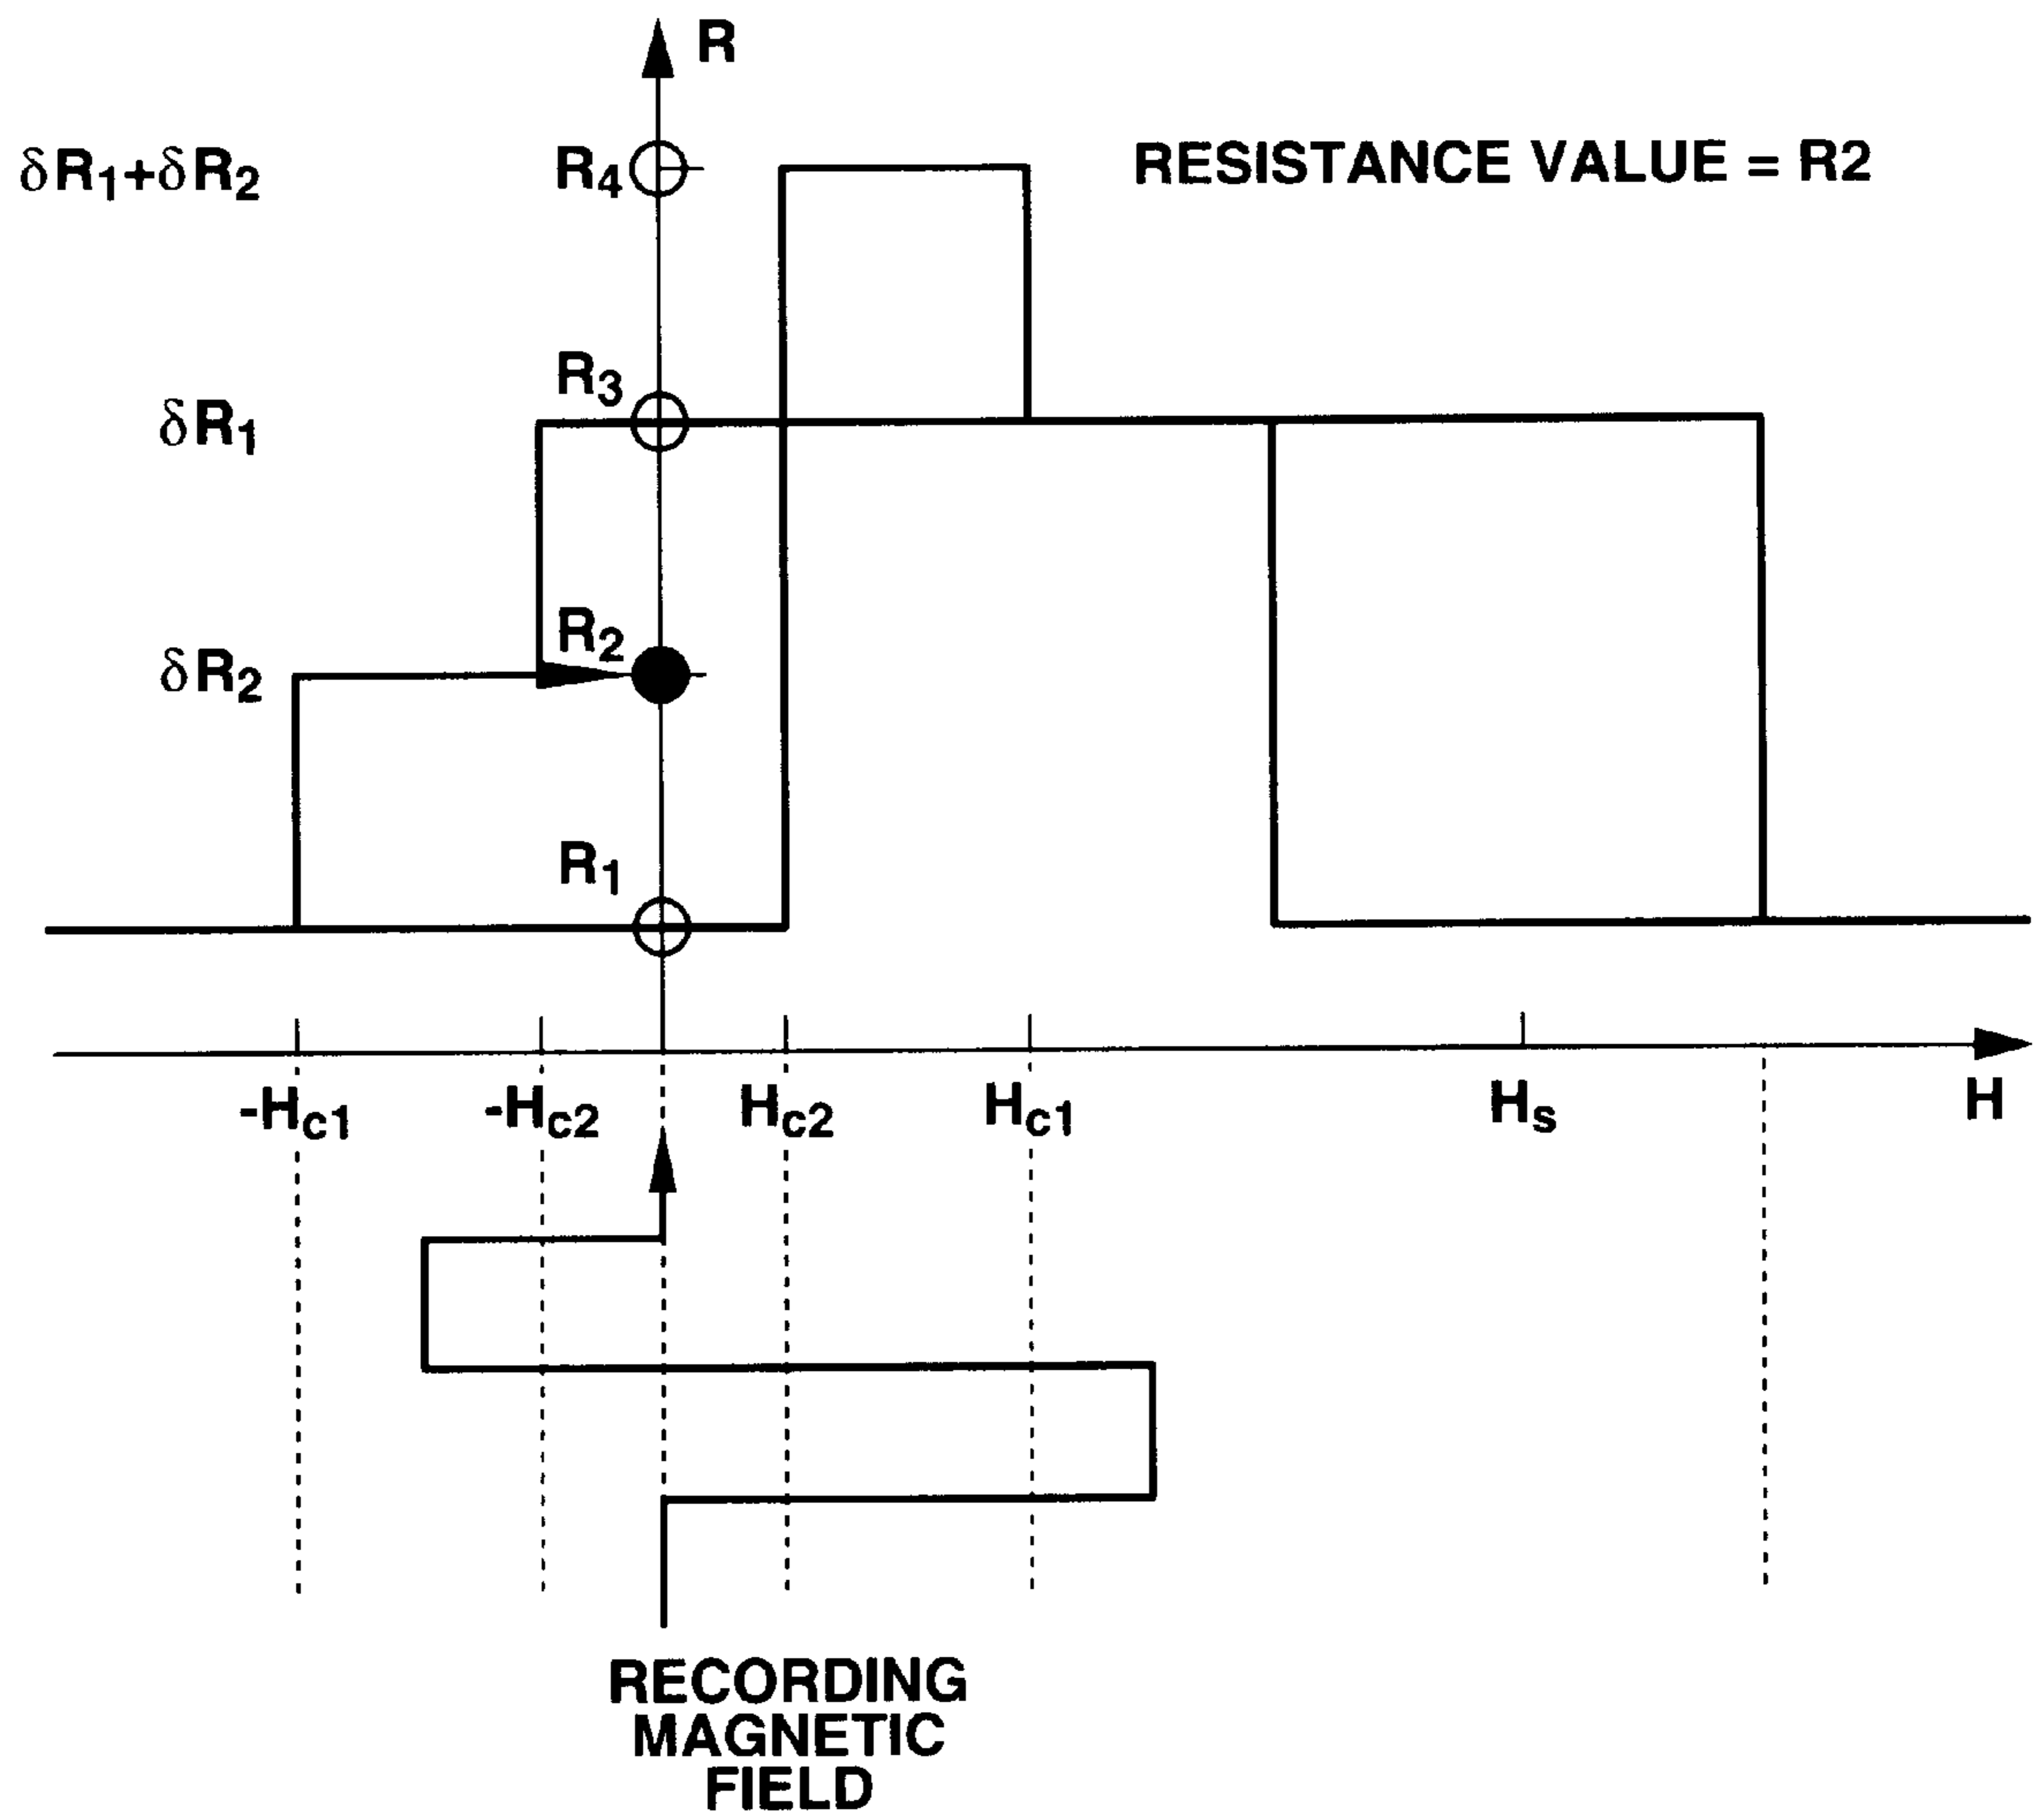 R
δR₁+δR₂
R₄
RESISTANCE VALUE = R2
R₃
δR₁
R₂
δR₂
R₁
-Hc1
-Hc2
Hc2
Hc1
Hs
H
RECORDING
MAGNETIC
FIELD